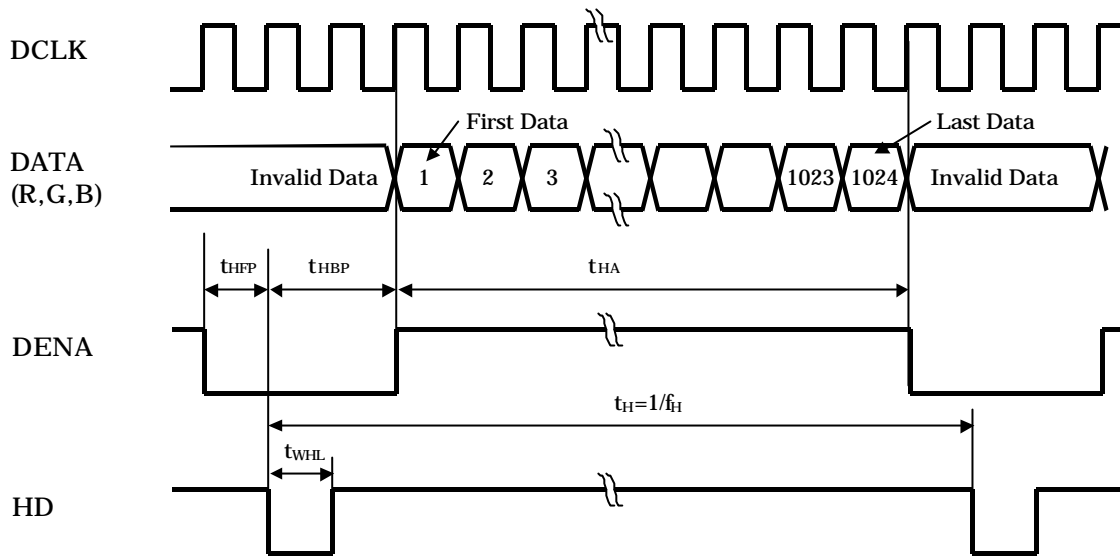 DCLK
First Data
Last Data
DATA
(R,G,B)
Invalid Data
1
2
3
1023
1024
Invalid Data
tHFP
tHBP
tHA
DENA
tH=1/fH
tWHL
HD